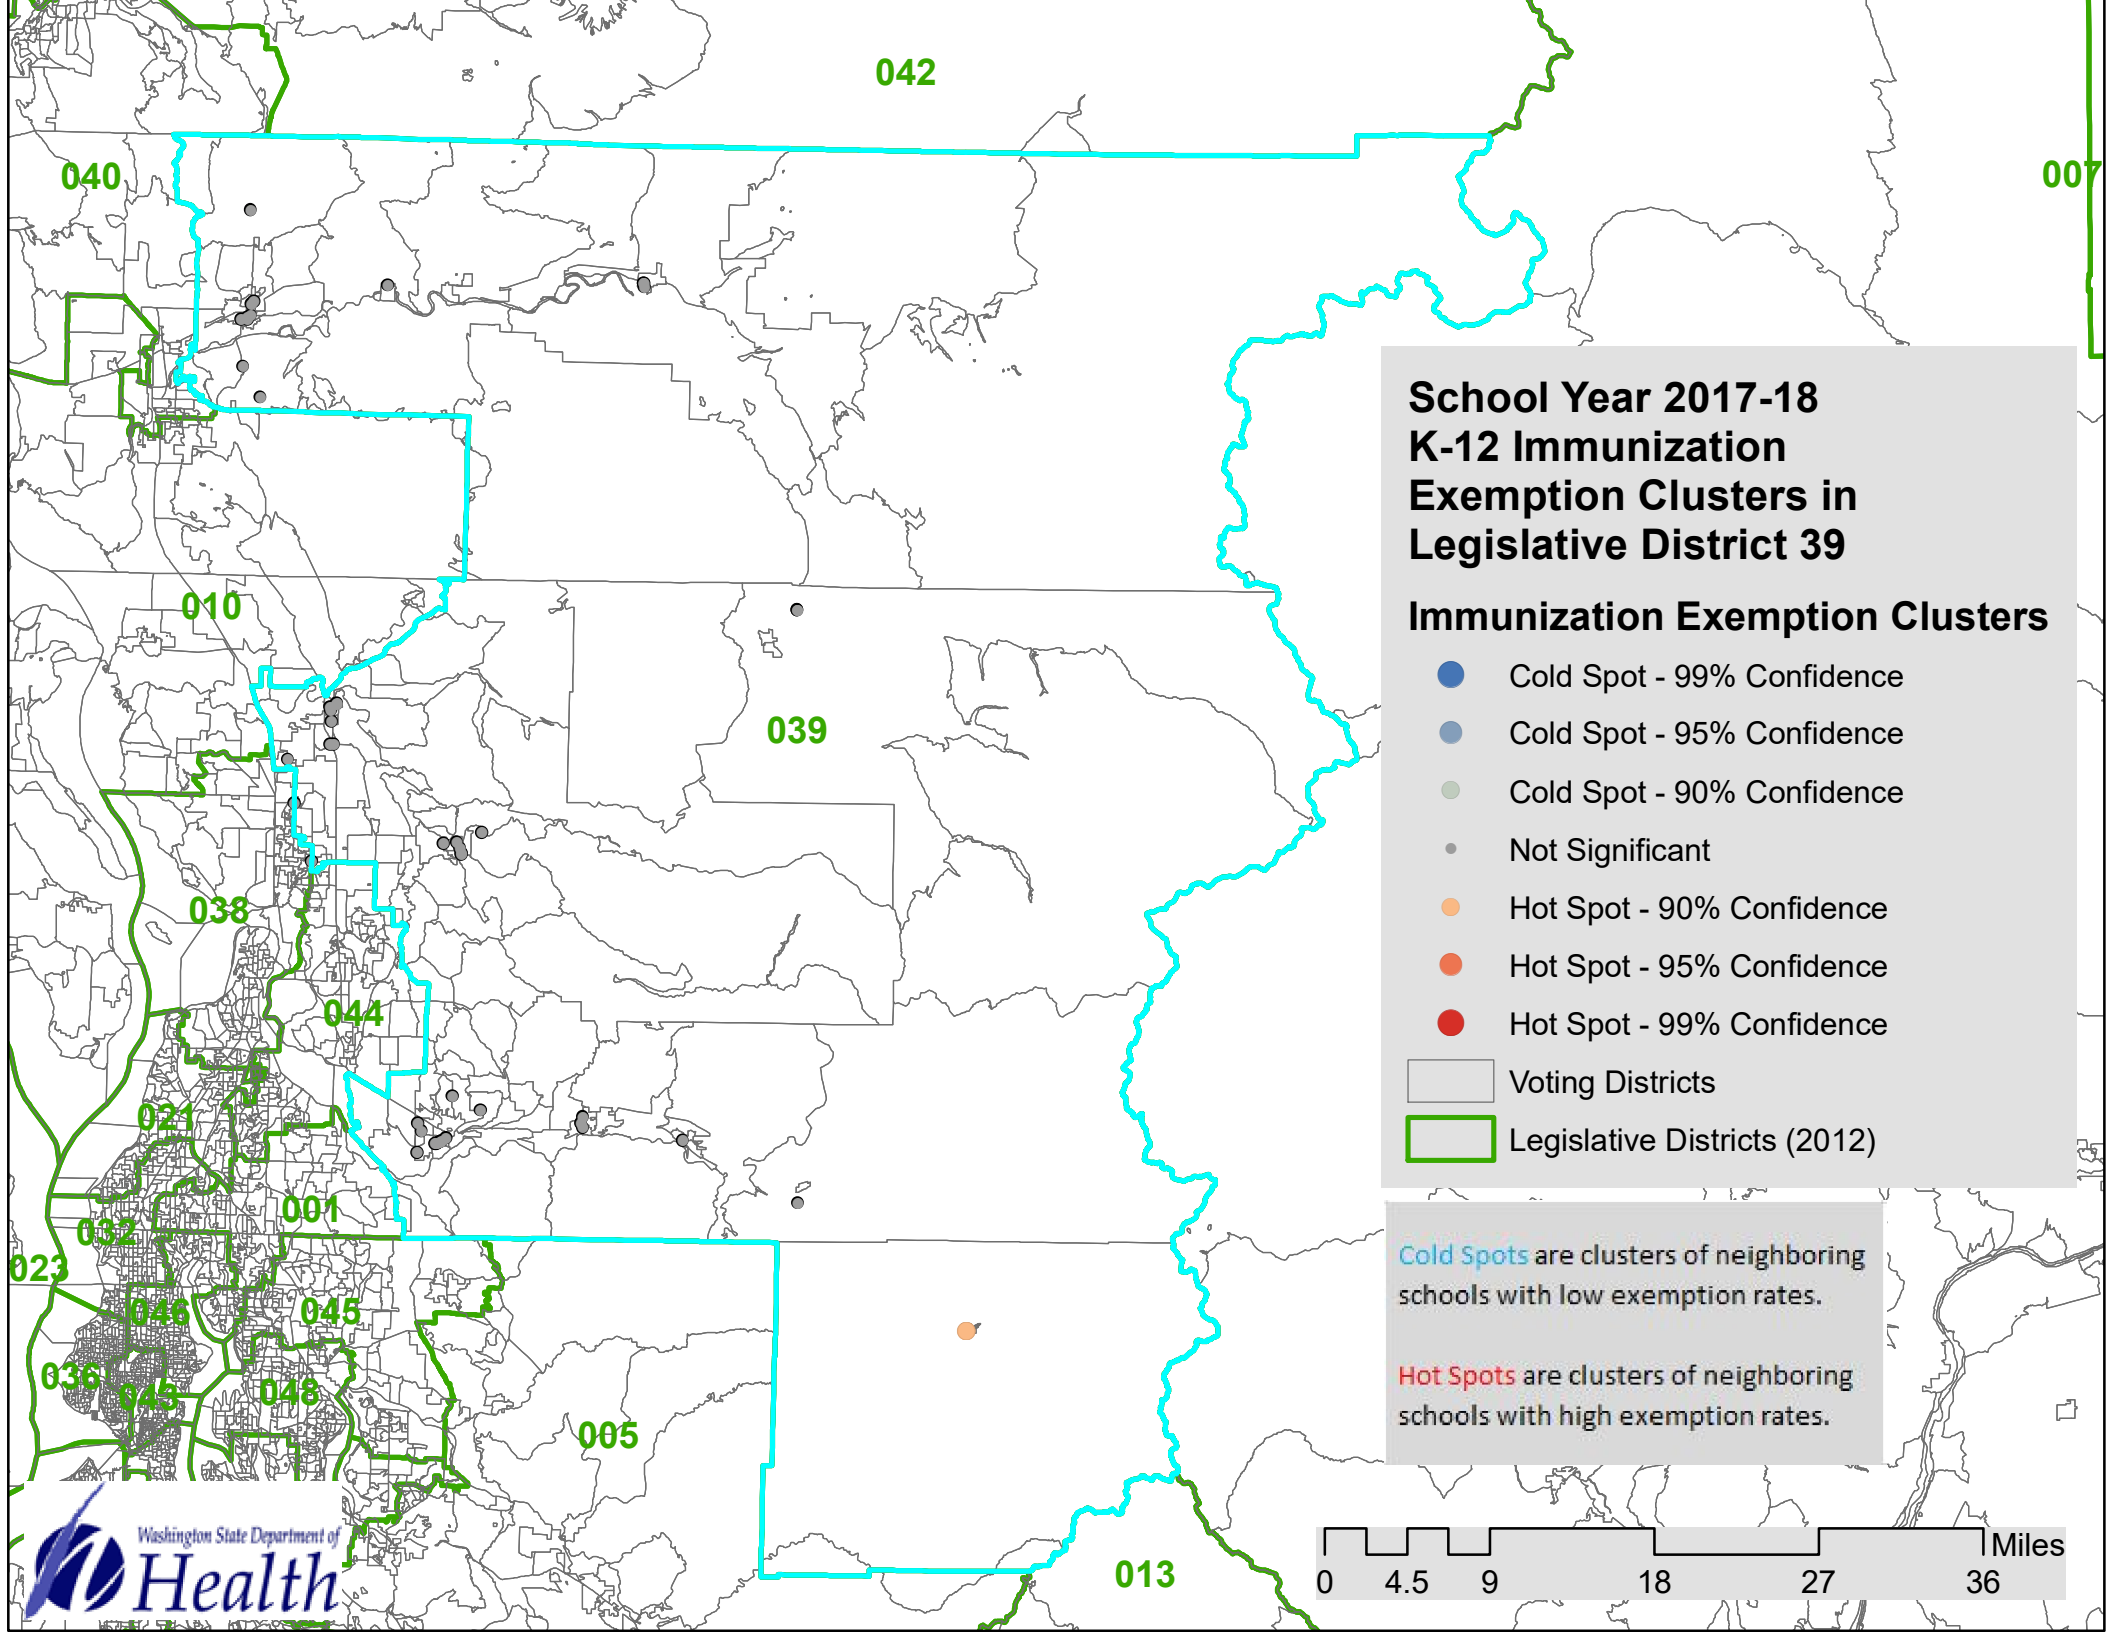 042
040
007
010
039
038
044
021
001
032
023
046
045
036
043
048
005
013
School Year 2017-18
K-12 Immunization
Exemption Clusters in
Legislative District 39
Immunization Exemption Clusters
Cold Spot - 99% Confidence
Cold Spot - 95% Confidence
Cold Spot - 90% Confidence
Not Significant
Hot Spot - 90% Confidence
Hot Spot - 95% Confidence
Hot Spot - 99% Confidence
Voting Districts
Legislative Districts (2012)
Cold Spots are clusters of neighboring
schools with low exemption rates.
Hot Spots are clusters of neighboring
schools with high exemption rates.
Miles
0 4.5 9 18 27 36
Washington State Department of
Health